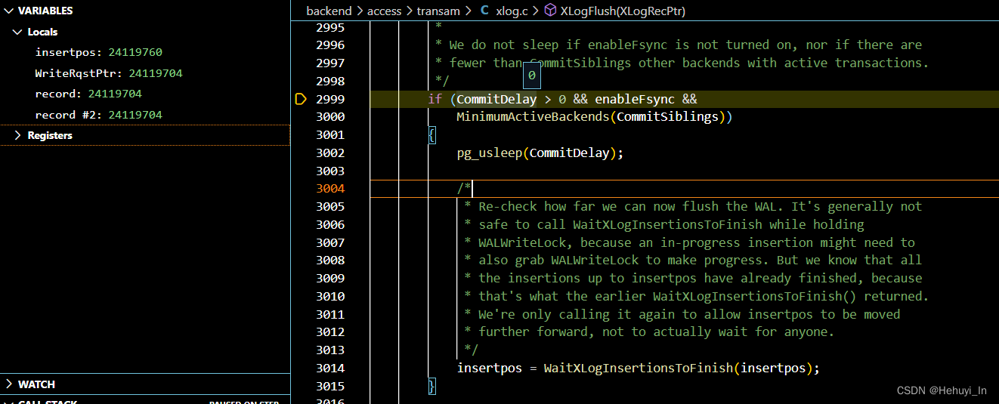 VARIABLES
Locals
insertpos: 24119760
WriteRqstPtr: 24119704
record: 24119704
record #2: 24119704
Registers
WATCH
CALL STACK PAUSED ON STEP
backend > access > transam > C xlog.c > XLogFlush(XLogRecPtr)
2995 *
2996 * We do not sleep if enableFsync is not turned on, nor if there are
2997 * fewer than CommitSiblings other backends with active transactions.
0
2998 */
2999 if (CommitDelay > 0 && enableFsync &&
3000 MinimumActiveBackends(CommitSiblings))
3001 {
3002 pg_usleep(CommitDelay);
3003
3004 /*
3005 * Re-check how far we can now flush the WAL. It's generally not
3006 * safe to call WaitXLogInsertionsToFinish while holding
3007 * WALWriteLock, because an in-progress insertion might need to
3008 * also grab WALWriteLock to make progress. But we know that all
3009 * the insertions up to insertpos have already finished, because
3010 * that's what the earlier WaitXLogInsertionsToFinish() returned.
3011 * We're only calling it again to allow insertpos to be moved
3012 * further forward, not to actually wait for anyone.
3013 */
3014 insertpos = WaitXLogInsertionsToFinish(insertpos);
3015 }
3016
CSDN @Hehuyi_In